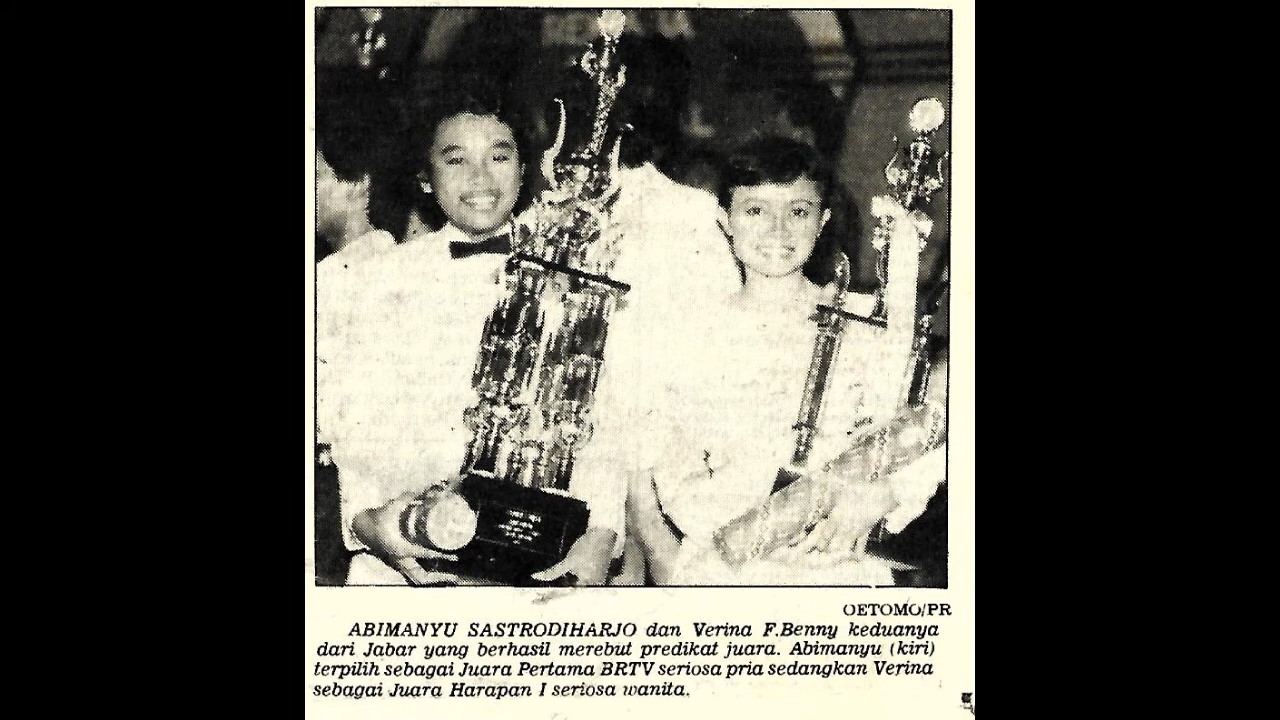 OETOMO/PR
ABIMANYU SASTRODIHARJO dan Verina F.Benny keduanya
dari Jabar yang berhasil merebut predikat juara. Abimanyu (kiri)
terpilih sebagai Juara Pertama BRTV seriosa pria sedangkan Verina
sebagai Juara Harapan I seriosa wanita.